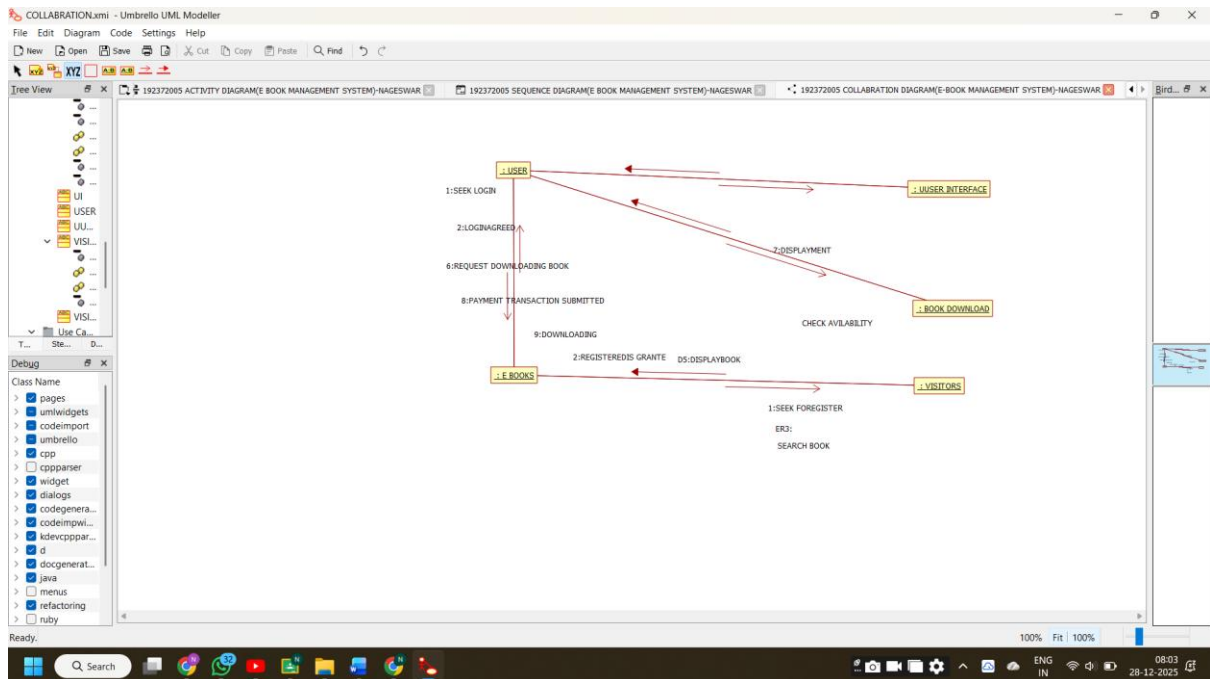 COLLABRATION.xmi - Umbrello UML Modeller
File Edit Diagram Code Settings Help
New Open Save Cut Copy Paste Find
XYZ XYZ A:B A:B
Tree View
192372005 ACTIVITY DIAGRAM(E BOOK MANAGEMENT SYSTEM)-NAGESWAR
192372005 SEQUENCE DIAGRAM(E BOOK MANAGEMENT SYSTEM)-NAGESWAR
192372005 COLLABRATION DIAGRAM(E-BOOK MANAGEMENT SYSTEM)-NAGESWAR
Bird...
...
...
...
...
...
...
UI
USER
UU...
VISI...
...
...
...
...
VISI...
Use Ca...
T... Ste... D...
Debug
Class Name
pages
umlwidgets
codeimport
umbrello
cpp
cppparser
widget
dialogs
codegenera...
codeimpwi...
kdevcpppar...
d
docgenerat...
java
menus
refactoring
ruby
: USER
1:SEEK LOGIN
: UUSER INTERFACE
2:LOGINAGREED
7:DISPLAYMENT
6:REQUEST DOWNLOADING BOOK
8:PAYMENT TRANSACTION SUBMITTED
: BOOK DOWNLOAD
CHECK AVILABILITY
9:DOWNLOADING
2:REGISTEREDIS GRANTE D5:DISPLAYBOOK
: E BOOKS
: VISITORS
1:SEEK FOREGISTER
ER3:
SEARCH BOOK
Ready.
100% Fit 100%
Search
32
ENG
IN
08:03
28-12-2025